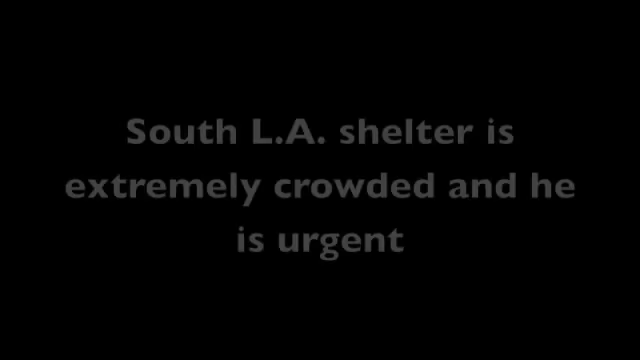 South L.A. shelter is
extremely crowded and he
is urgent